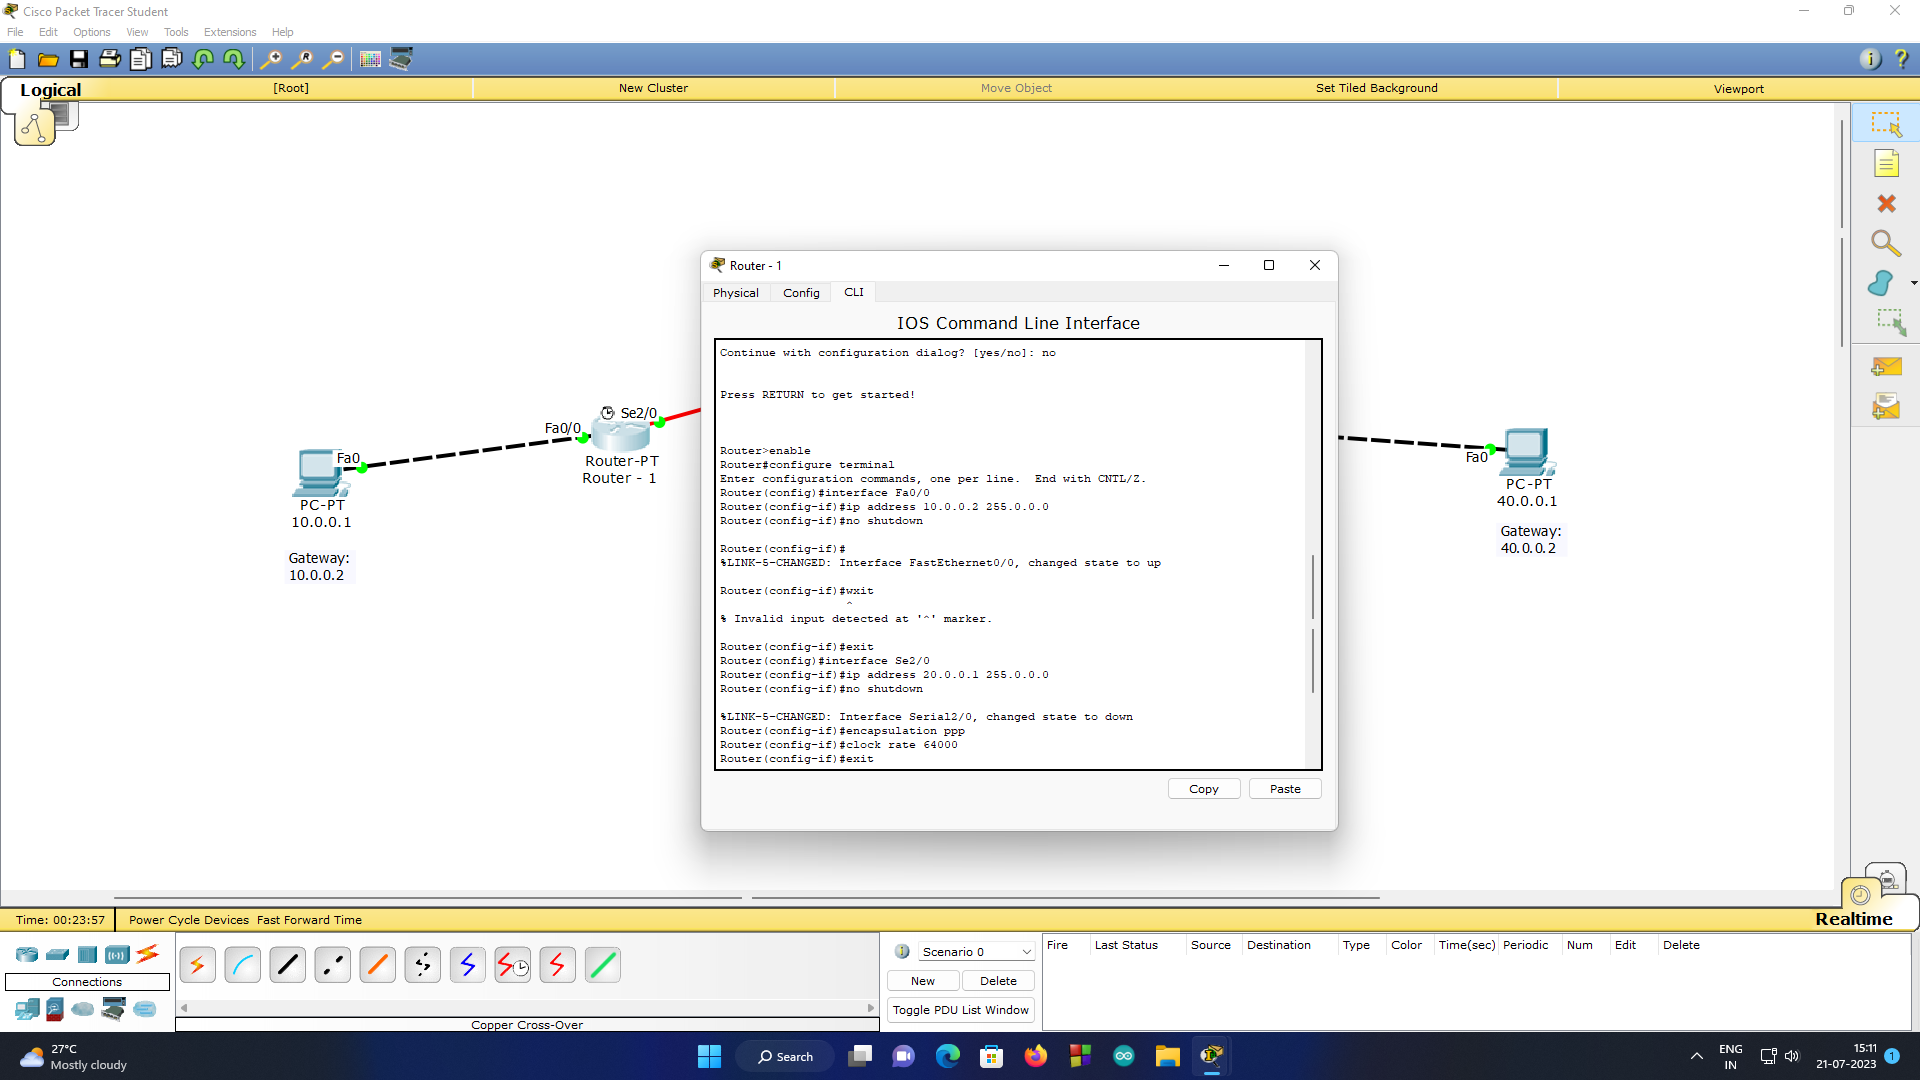 Cisco Packet Tracer Student
File Edit Options View Tools Extensions Help
Logical [Root] New Cluster Move Object Set Tiled Background Viewport
Router - 1
Physical Config CLI
IOS Command Line Interface
Continue with configuration dialog? [yes/no]: no
Press RETURN to get started!
Router>enable
Router#configure terminal
Enter configuration commands, one per line.  End with CNTL/Z.
Router(config)#interface Fa0/0
Router(config-if)#ip address 10.0.0.2 255.0.0.0
Router(config-if)#no shutdown
Router(config-if)#
%LINK-5-CHANGED: Interface FastEthernet0/0, changed state to up
Router(config-if)#wxit
^
% Invalid input detected at '^' marker.
Router(config-if)#exit
Router(config)#interface Se2/0
Router(config-if)#ip address 20.0.0.1 255.0.0.0
Router(config-if)#no shutdown
%LINK-5-CHANGED: Interface Serial2/0, changed state to down
Router(config-if)#encapsulation ppp
Router(config-if)#clock rate 64000
Router(config-if)#exit
Copy Paste
Se2/0
Fa0/0
Router-PT
Router - 1
Fa0
PC-PT
10.0.0.1
Gateway:
10.0.0.2
Fa0
PC-PT
40.0.0.1
Gateway:
40.0.0.2
Realtime
Time: 00:23:57 Power Cycle Devices Fast Forward Time
Connections
Copper Cross-Over
Scenario 0
New Delete
Toggle PDU List Window
Fire Last Status Source Destination Type Color Time(sec) Periodic Num Edit Delete
27°C
Mostly cloudy
Search
ENG
IN
15:11
21-07-2023
1